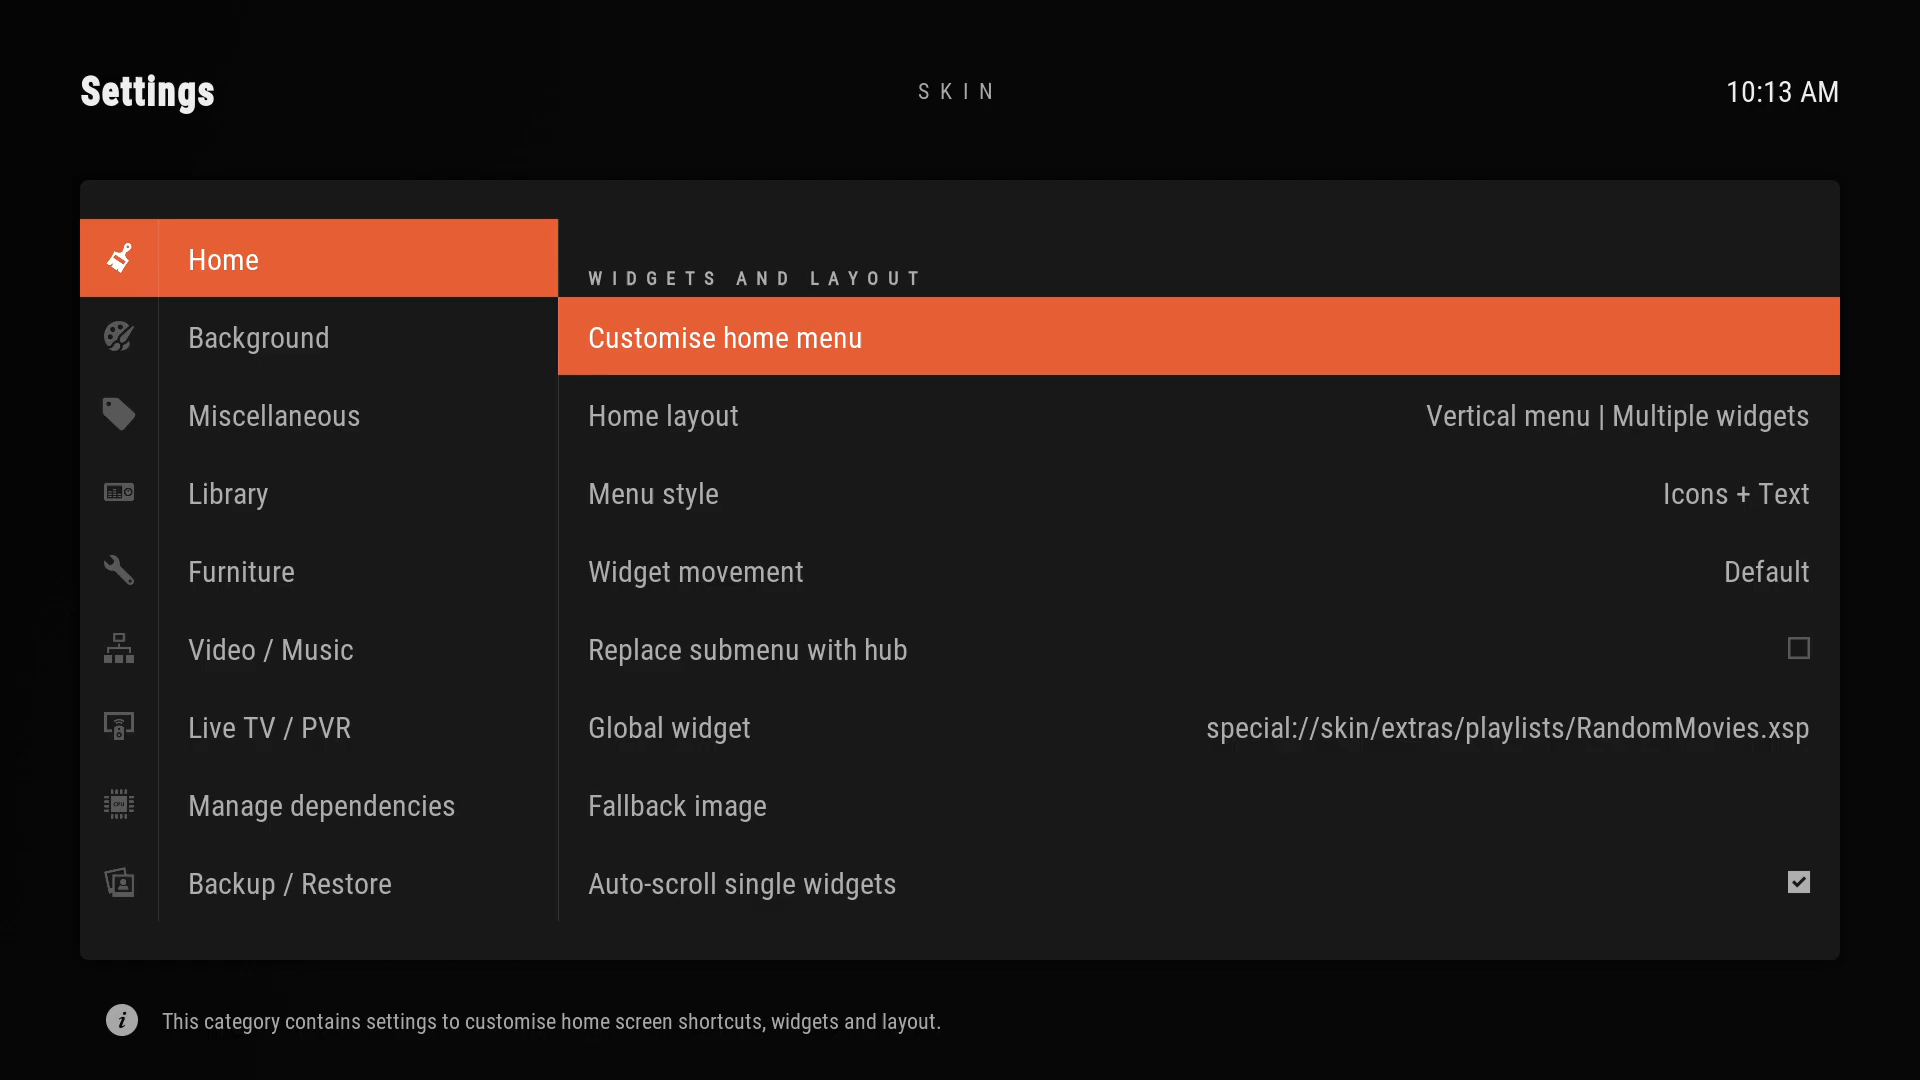 Settings
SKIN
10:13 AM
Home
Background
Miscellaneous
Library
Furniture
Video / Music
Live TV / PVR
Manage dependencies
Backup / Restore
WIDGETS AND LAYOUT
Customise home menu
Home layout Vertical menu | Multiple widgets
Menu style Icons + Text
Widget movement Default
Replace submenu with hub
Global widget special://skin/extras/playlists/RandomMovies.xsp
Fallback image
Auto-scroll single widgets
This category contains settings to customise home screen shortcuts, widgets and layout.